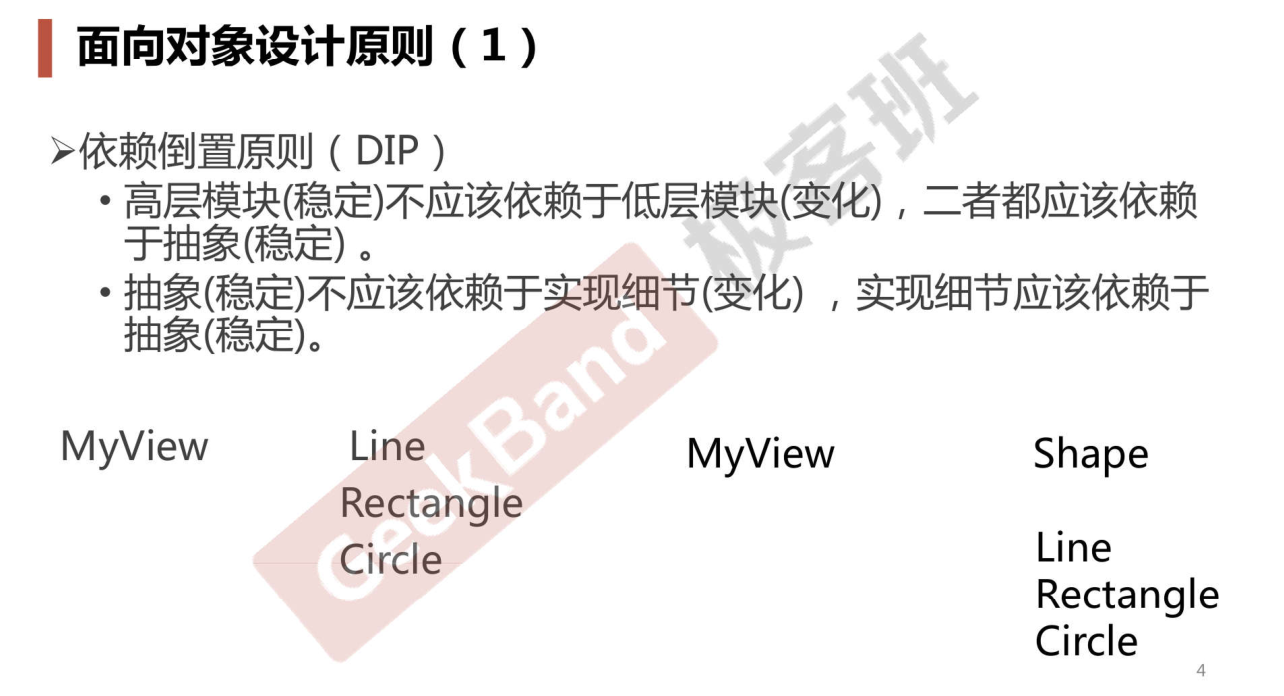 面向对象设计原则（1）
➢依赖倒置原则（DIP）
• 高层模块(稳定)不应该依赖于低层模块(变化)，二者都应该依赖
于抽象(稳定) 。
• 抽象(稳定)不应该依赖于实现细节(变化) ，实现细节应该依赖于
抽象(稳定)。
MyView
Line
Rectangle
Circle
MyView
Shape
Line
Rectangle
Circle
GeekBand
极客班
4